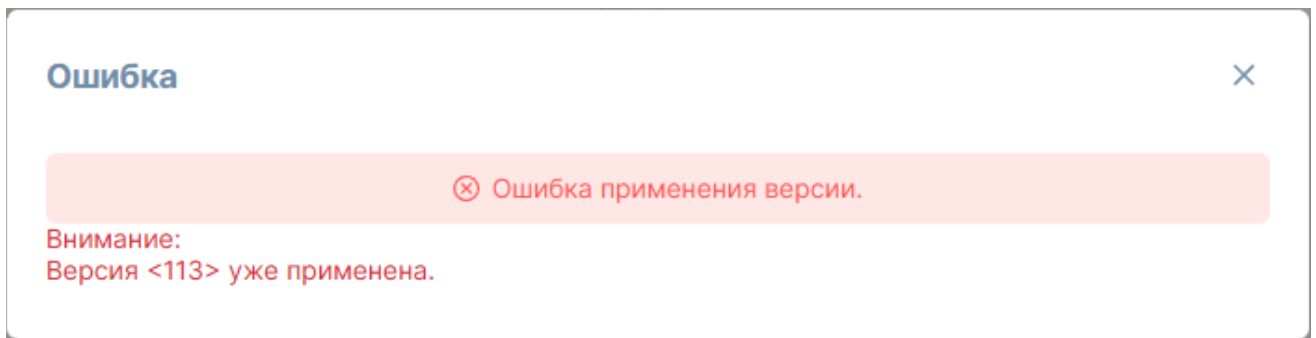 Ошибка
Ошибка применения версии.
Внимание:
Версия <113> уже применена.